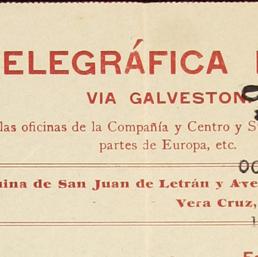 ELEGRÁFICA
VIA GALVESTON
las oficinas de la Compañía y Centro y S
partes de Europa, etc.
ina de San Juan de Letrán y Ave
Vera Cruz,